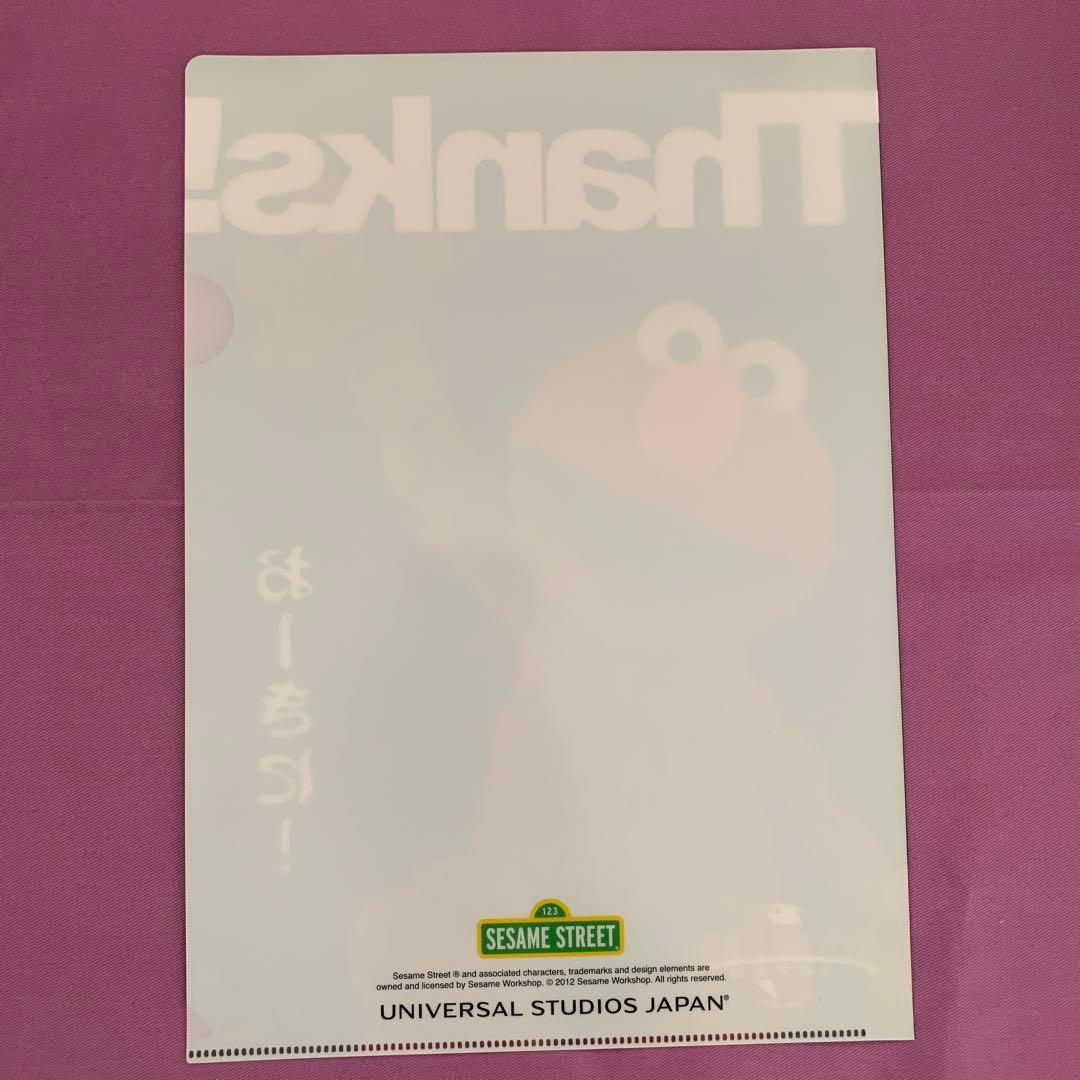 Thanks!
おーきに!
123
SESAME STREET
Sesame Street ® and associated characters, trademarks and design elements are
owned and licensed by Sesame Workshop. © 2012 Sesame Workshop. All rights reserved.
UNIVERSAL STUDIOS JAPAN®
JAPAN